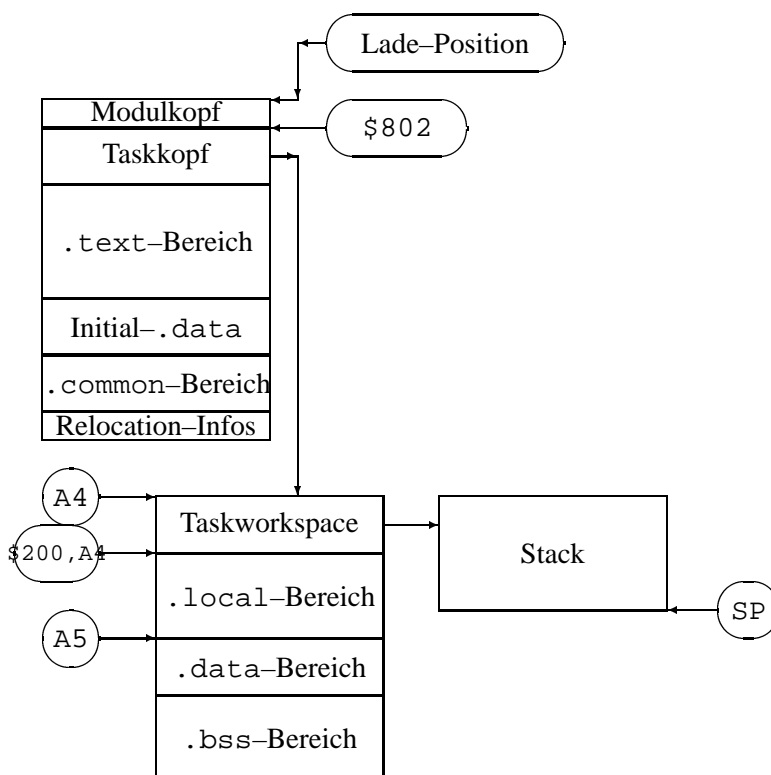 Lade–Position
Modulkopf
$802
Taskkopf
.text–Bereich
Initial–.data
.common–Bereich
Relocation–Infos
A4
Taskworkspace
$200,A4
Stack
.local–Bereich
SP
A5
.data–Bereich
.bss–Bereich